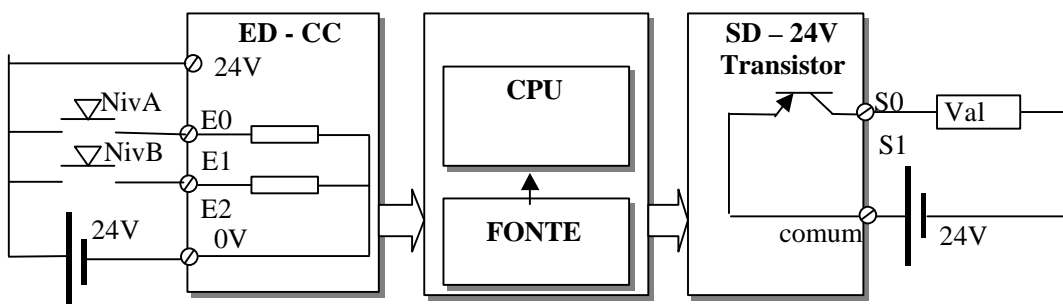 ED - CC
24V
NivA
E0
NivB
E1
E2
24V
0V
CPU
FONTE
SD – 24V
Transistor
S0
Val
S1
comum
24V